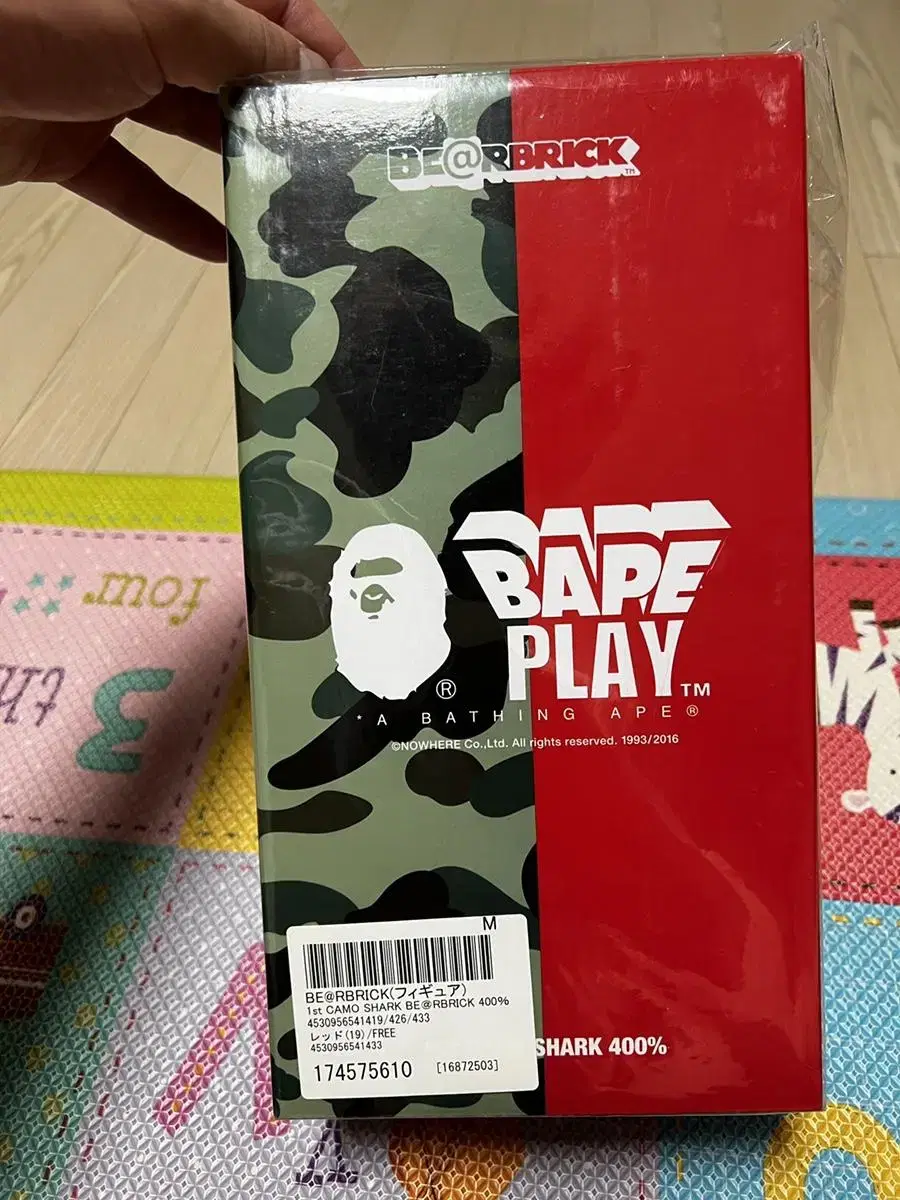 BE@RBRICK™
BAPE
PLAY™
®
*A BATHING APE®
©NOWHERE Co.,Ltd. All rights reserved. 1993/2016
M
BE@RBRICK(フィギュア)
1st CAMO SHARK BE@RBRICK 400%
4530956541419/426/433
レッド(19)/FREE
4530956541433
174575610 [16872503]
SHARK 400%
four
3